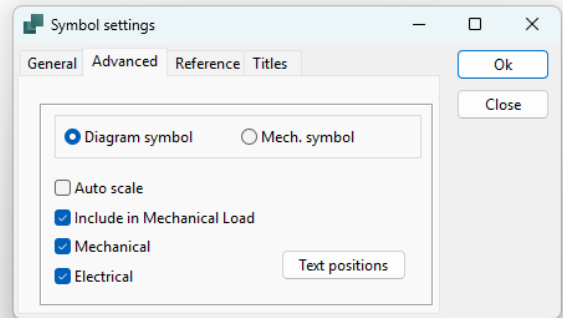 Symbol settings
General Advanced Reference Titles
Ok
Close
Diagram symbol Mech. symbol
Auto scale
Include in Mechanical Load
Mechanical
Electrical
Text positions